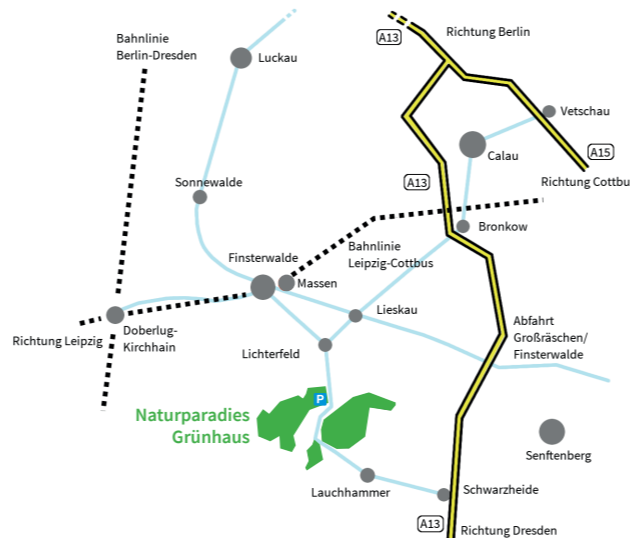 A13
Richtung Berlin
Bahnlinie
Berlin-Dresden
Luckau
Vetschau
Calau
A15
Richtung Cottbu
Sonnewalde
A13
Bronkow
Bahnlinie
Leipzig-Cottbus
Finsterwalde
Massen
Lieskau
Doberlug-
Kirchhain
Richtung Leipzig
Abfahrt
Großräschen/
Finsterwalde
Lichterfeld
P
Naturparadies
Grünhaus
Senftenberg
Lauchhammer
Schwarzheide
A13
Richtung Dresden